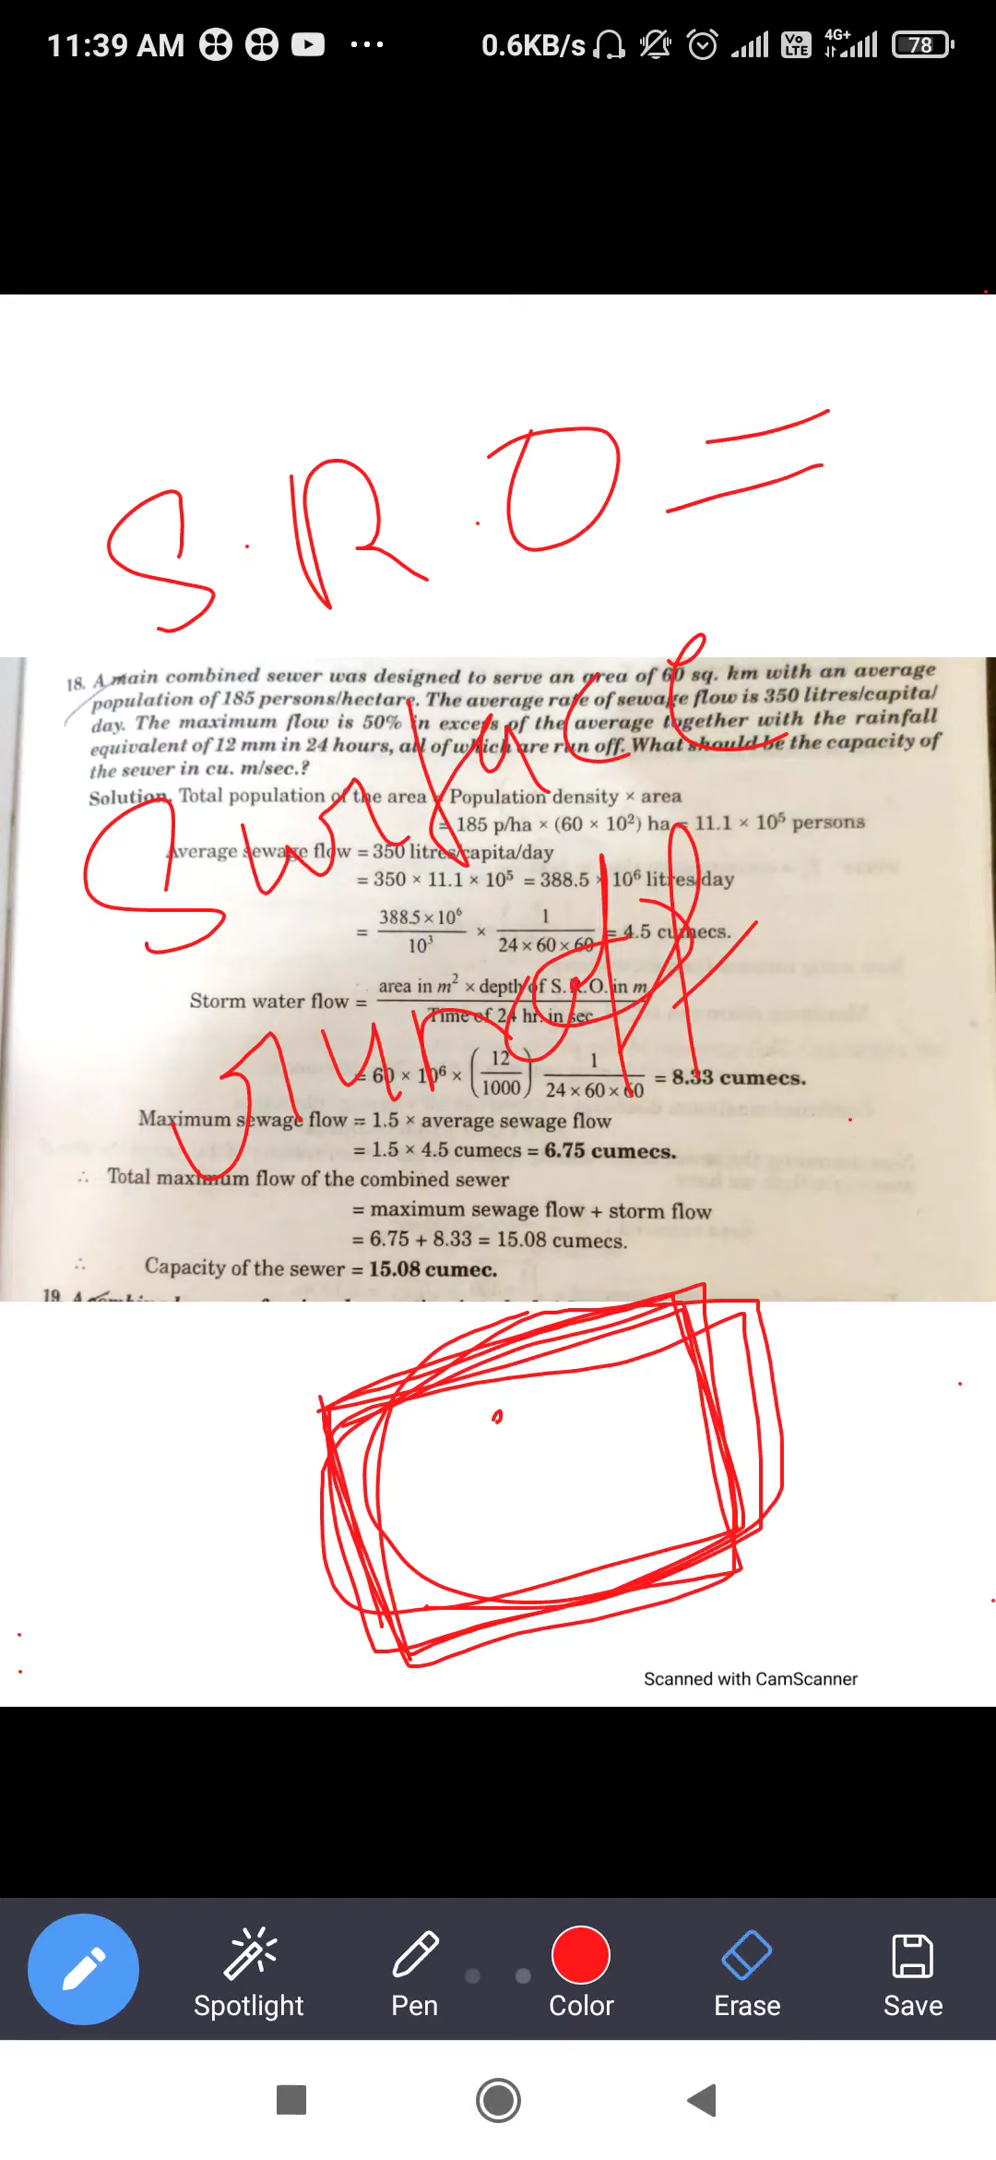 11:39 AM ... 0.6KB/s Vo LTE 4G+ 78
S.R.O =
18. A main combined sewer was designed to serve an area of 60 sq. km with an average
population of 185 persons/hectare. The average rate of sewage flow is 350 litres/capita/
day. The maximum flow is 50% in excess of the average together with the rainfall
equivalent of 12 mm in 24 hours, all of which are run off. What should be the capacity of
the sewer in cu. m/sec.?
Surface
Solution. Total population of the area = Population density × area
= 185 p/ha × (60 × 10²) ha = 11.1 × 10⁵ persons
Average sewage flow = 350 litres/capita/day
= 350 × 11.1 × 10⁵ = 388.5 × 10⁶ litres/day
= 388.5 × 10⁶ / 10³ × 1 / 24 × 60 × 60 = 4.5 cumecs.
Storm water flow = area in m² × depth of S.R.O. in m / Time of 24 hr. in sec
runoff
= 60 × 10⁶ × (12 / 1000) 1 / 24 × 60 × 60 = 8.33 cumecs.
Maximum sewage flow = 1.5 × average sewage flow
= 1.5 × 4.5 cumecs = 6.75 cumecs.
∴ Total maximum flow of the combined sewer
= maximum sewage flow + storm flow
= 6.75 + 8.33 = 15.08 cumecs.
∴ Capacity of the sewer = 15.08 cumec.
19. A
Scanned with CamScanner
Spotlight Pen Color Erase Save